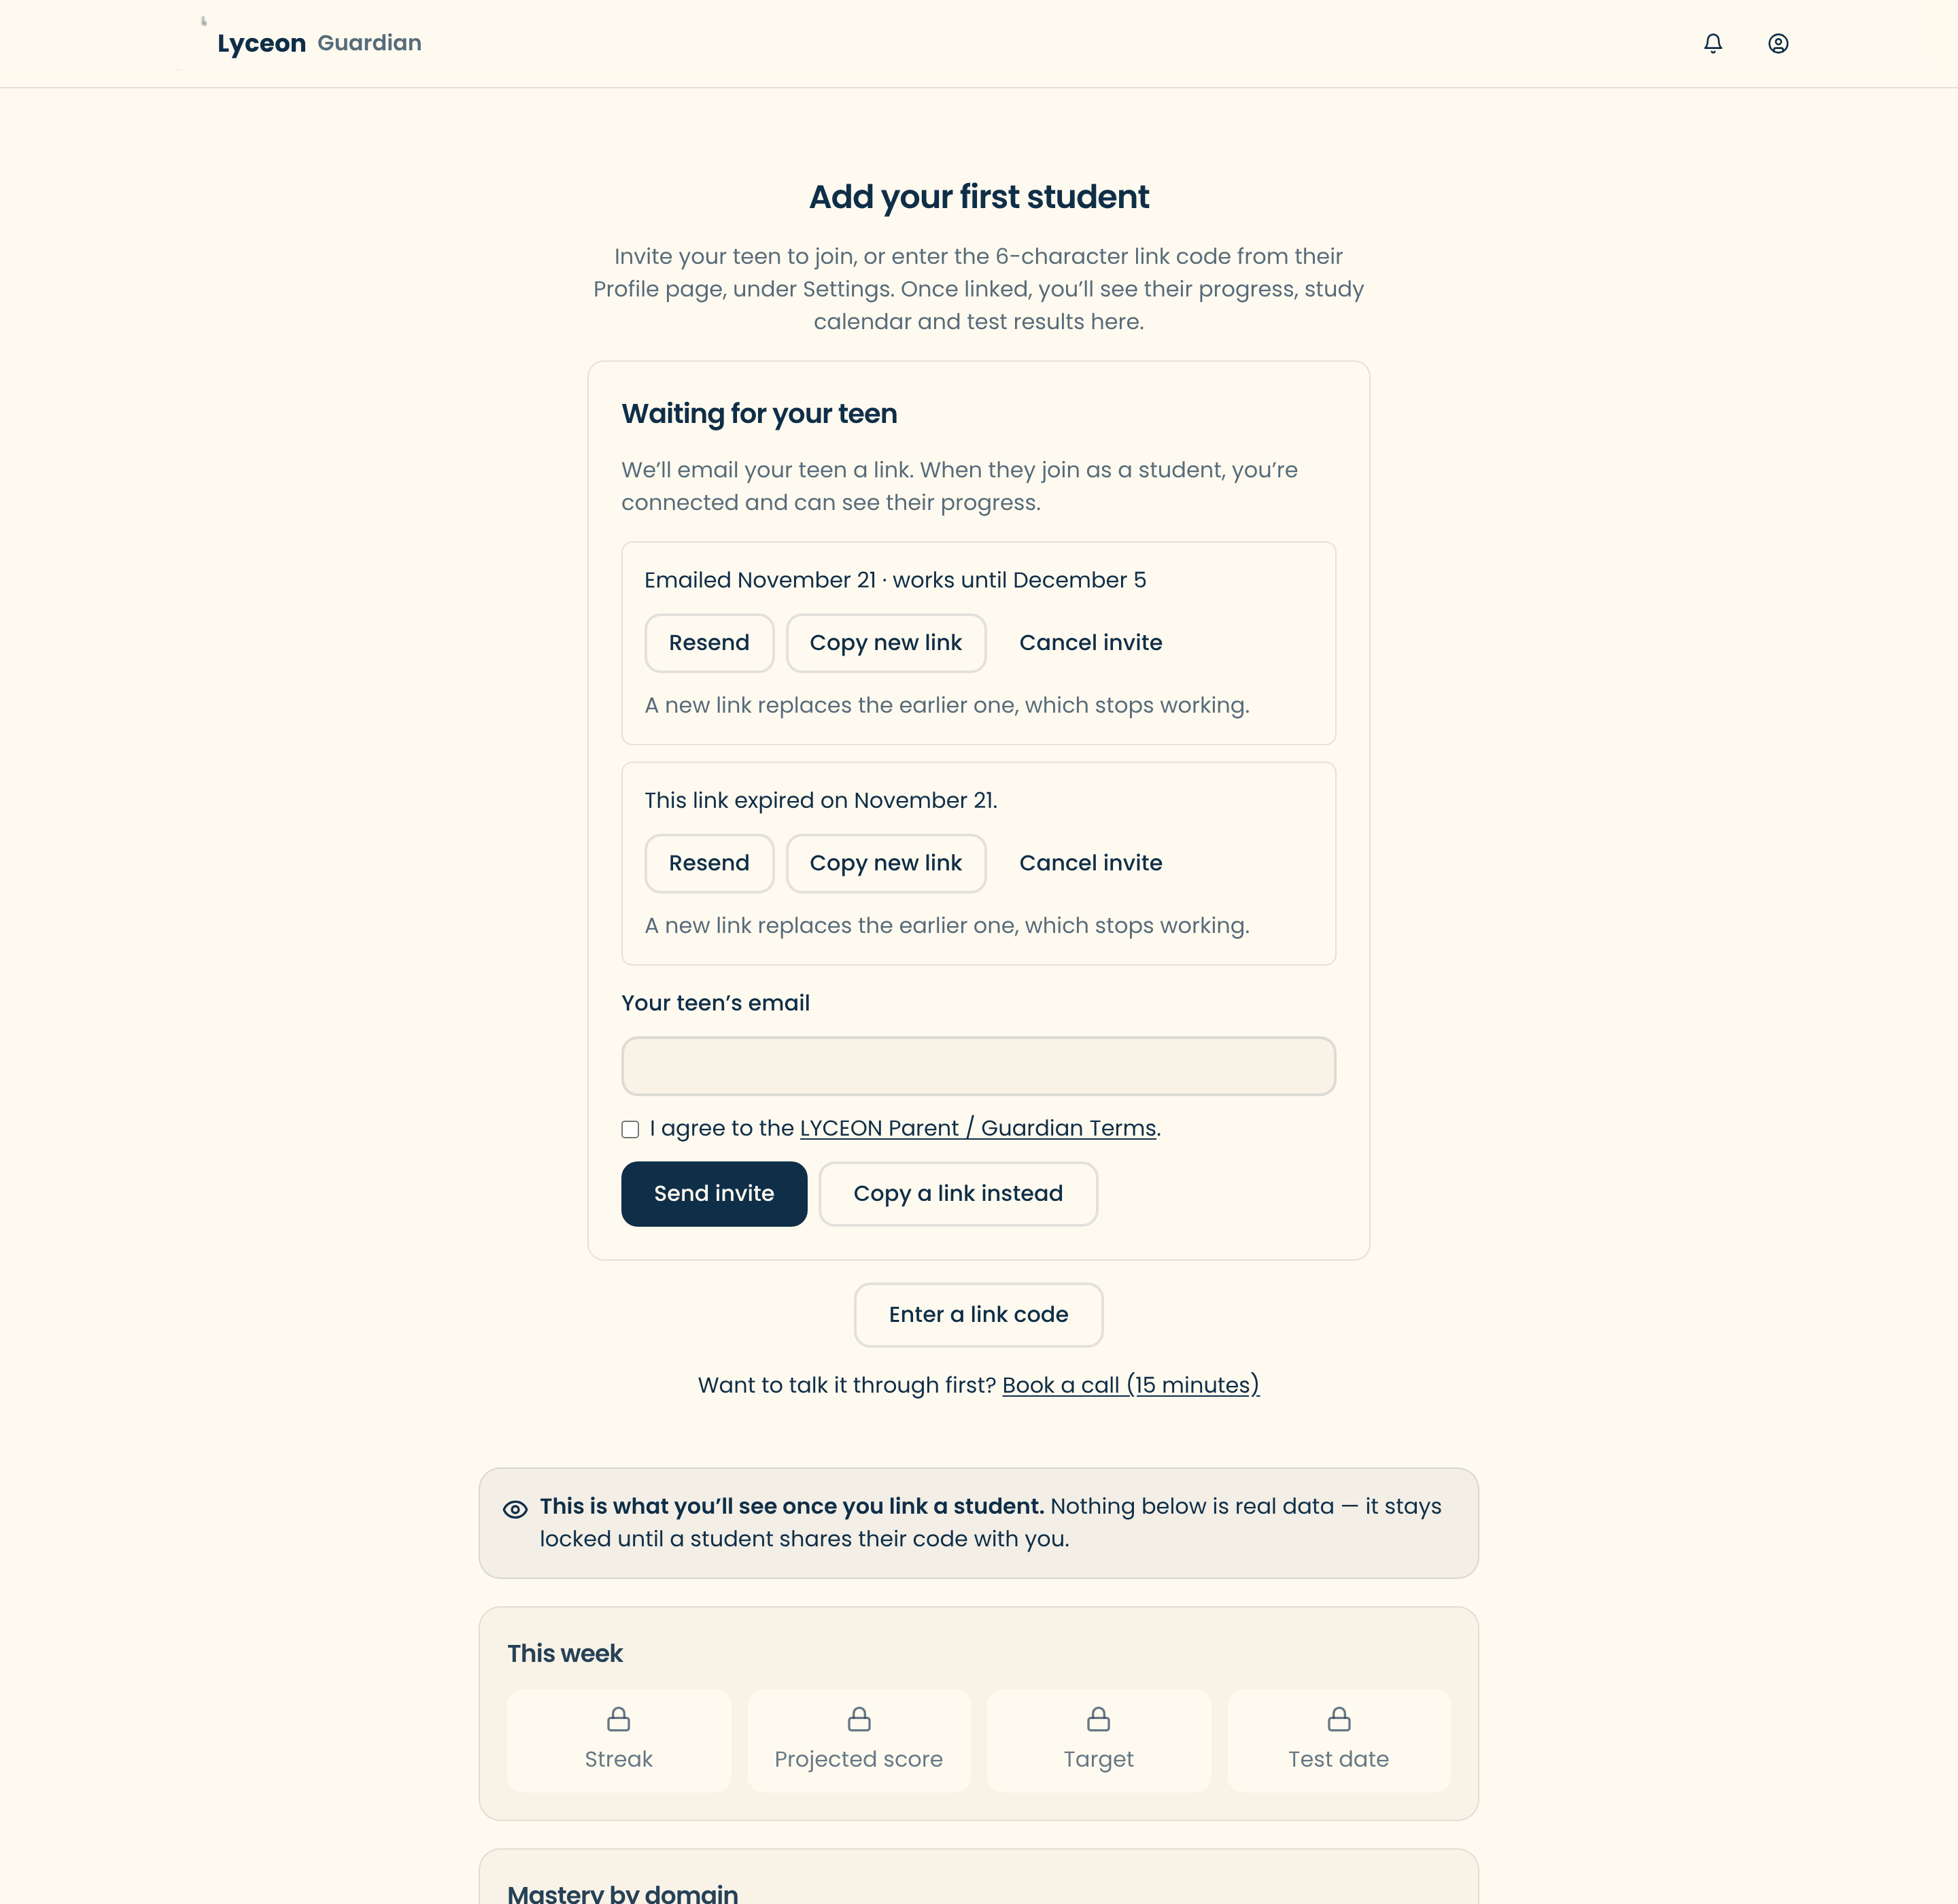 Lyceon Guardian
Add your first student
Invite your teen to join, or enter the 6-character link code from their
Profile page, under Settings. Once linked, you’ll see their progress, study
calendar and test results here.
Waiting for your teen
We’ll email your teen a link. When they join as a student, you’re
connected and can see their progress.
Emailed November 21 · works until December 5
Resend Copy new link Cancel invite
A new link replaces the earlier one, which stops working.
This link expired on November 21.
Resend Copy new link Cancel invite
A new link replaces the earlier one, which stops working.
Your teen’s email
I agree to the LYCEON Parent / Guardian Terms.
Send invite Copy a link instead
Enter a link code
Want to talk it through first? Book a call (15 minutes)
This is what you’ll see once you link a student. Nothing below is real data — it stays
locked until a student shares their code with you.
This week
Streak Projected score Target Test date
Mastery by domain